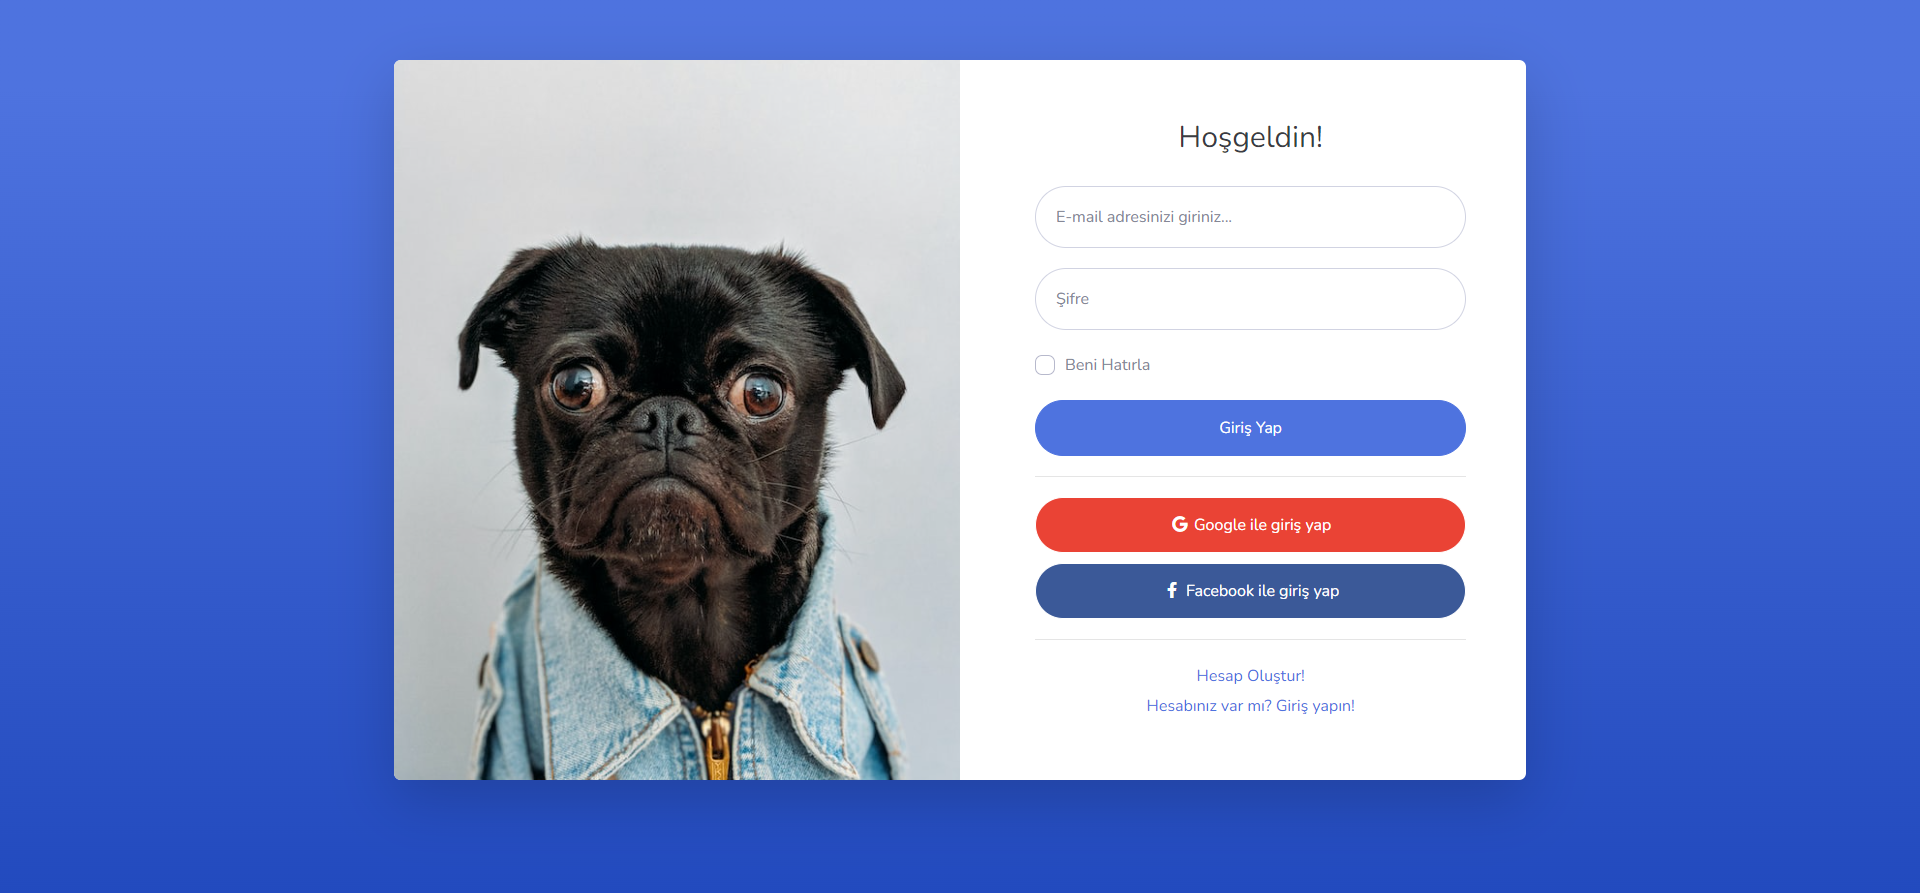 Hoşgeldin!
E-mail adresinizi giriniz...
Şifre
Beni Hatırla
Giriş Yap
Google ile giriş yap
Facebook ile giriş yap
Hesap Oluştur!
Hesabınız var mı? Giriş yapın!